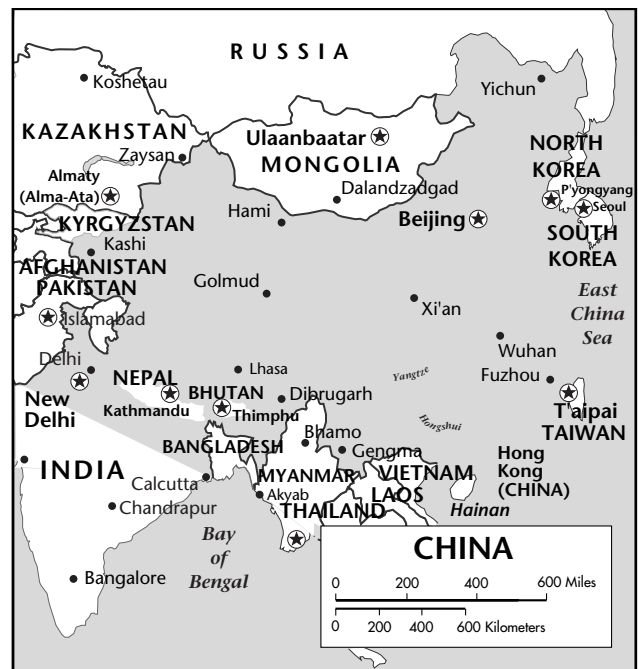 RUSSIA
Koshetau
Yichun
KAZAKHSTAN
Ulaanbaatar
Zaysan
MONGOLIA
NORTH
KOREA
Almaty
(Alma-Ata)
Dalandzadgad
P'yongyang
Seoul
Hami
Beijing
KYRGYZSTAN
Kashi
SOUTH
KOREA
AFGHANISTAN
PAKISTAN
Golmud
Xi'an
East
China
Sea
Islamabad
Wuhan
Delhi
NEPAL
Lhasa
Yangtze
Fuzhou
New
Delhi
BHUTAN
Dibrugarh
Kathmandu
Thimphu
T'aipai
TAIWAN
Hongshui
Bhamo
BANGLADESH
Gengma
Hong
Kong
(CHINA)
INDIA
MYANMAR
VIETNAM
Calcutta
Akyab
LAOS
Chandrapur
THAILAND
Hainan
Bay
of
Bengal
Bangalore
CHINA
0 200 400 600 Miles
0 200 400 600 Kilometers